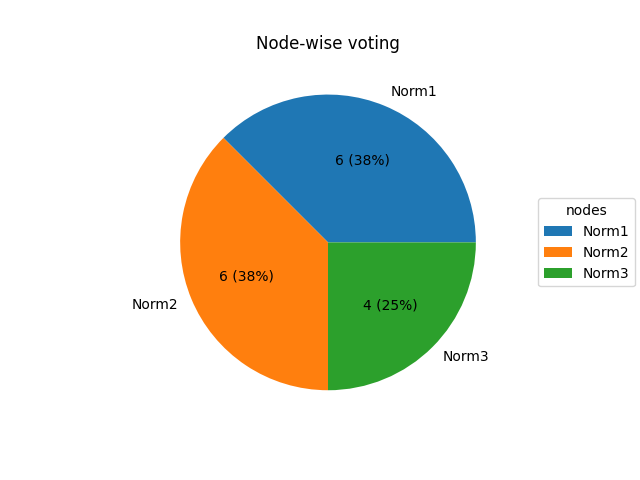 Node-wise voting
Norm1
6 (38%)
nodes
Norm1
Norm2
Norm3
6 (38%)
Norm2
4 (25%)
Norm3